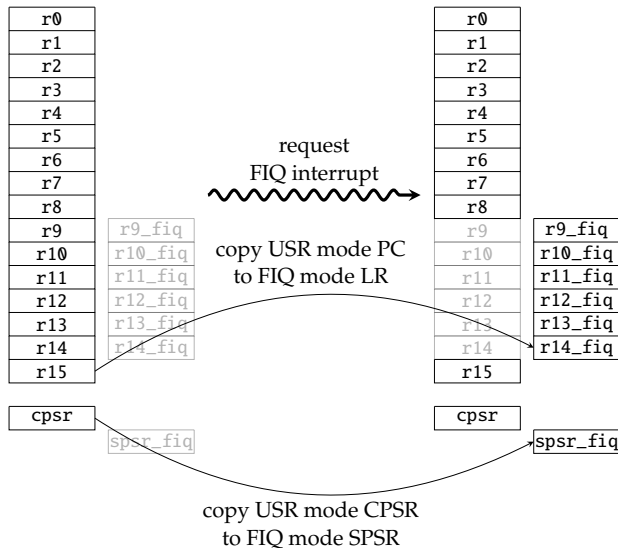 r0
r1
r2
r3
r4
r5
r6
r7
r8
r9
r10
r11
r12
r13
r14
r15
cpsr
r9_fiq
r10_fiq
r11_fiq
r12_fiq
r13_fiq
r14_fiq
spsr_fiq
request
FIQ interrupt
copy USR mode PC
to FIQ mode LR
copy USR mode CPSR
to FIQ mode SPSR
r0
r1
r2
r3
r4
r5
r6
r7
r8
r9
r10
r11
r12
r13
r14
r15
cpsr
r9_fiq
r10_fiq
r11_fiq
r12_fiq
r13_fiq
r14_fiq
spsr_fiq